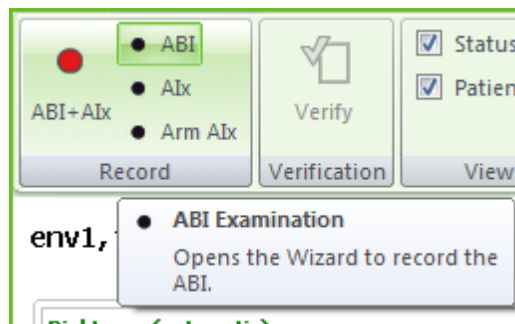 ABI
ABI+AIx
AIx
Arm AIx
Record
Verify
Verification
Status
Patien
View
env1,
ABI Examination
Opens the Wizard to record the
ABI.